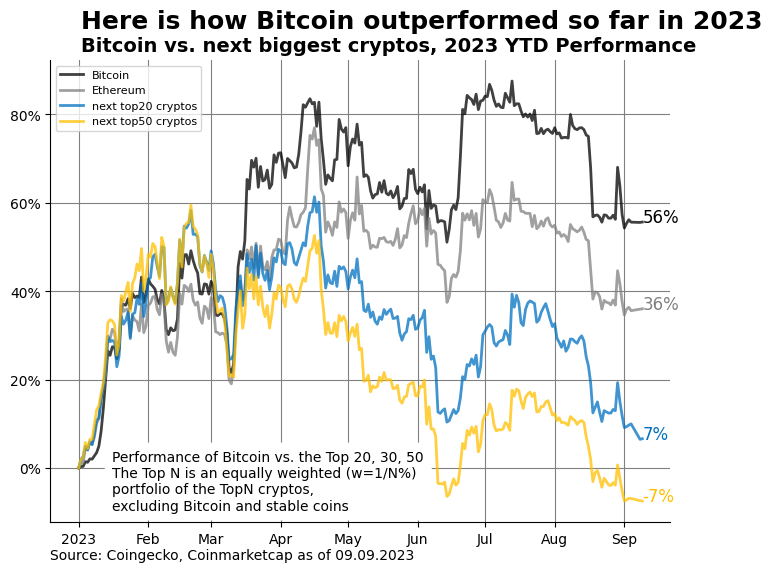 Here is how Bitcoin outperformed so far in 2023
Bitcoin vs. next biggest cryptos, 2023 YTD Performance
Bitcoin
Ethereum
next top20 cryptos
next top50 cryptos
80%
60%
40%
20%
0%
56%
36%
7%
-7%
Performance of Bitcoin vs. the Top 20, 30, 50
The Top N is an equally weighted (w=1/N%)
portfolio of the TopN cryptos,
excluding Bitcoin and stable coins
2023 Feb Mar Apr May Jun Jul Aug Sep
Source: Coingecko, Coinmarketcap as of 09.09.2023